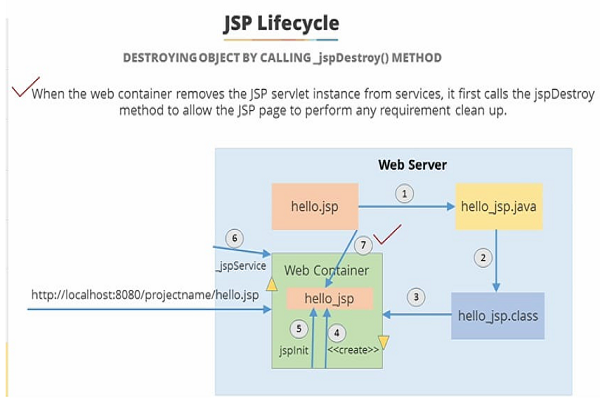 JSP Lifecycle
DESTROYING OBJECT BY CALLING _jspDestroy() METHOD
When the web container removes the JSP servlet instance from services, it first calls the jspDestroy
method to allow the JSP page to perform any requirement clean up.
Web Server
hello.jsp
1
hello_jsp.java
6
7
2
_jspService
Web Container
http://localhost:8080/projectname/hello.jsp
hello_jsp
3
hello_jsp.class
5
4
jspInit
<<create>>